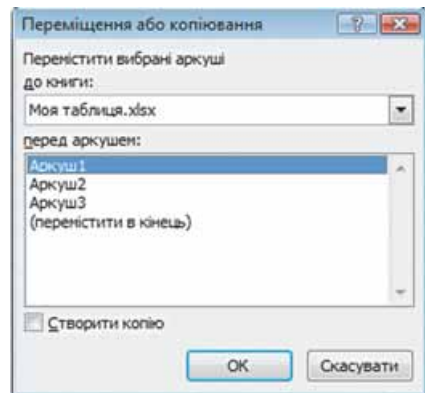 Переміщення або копіювання
Перемістити вибрані аркуші
до книги:
Моя таблиця.xlsx
перед аркушем:
Аркуш1
Аркуш2
Аркуш3
(перемістити в кінець)
Створити копію
ОК
Скасувати